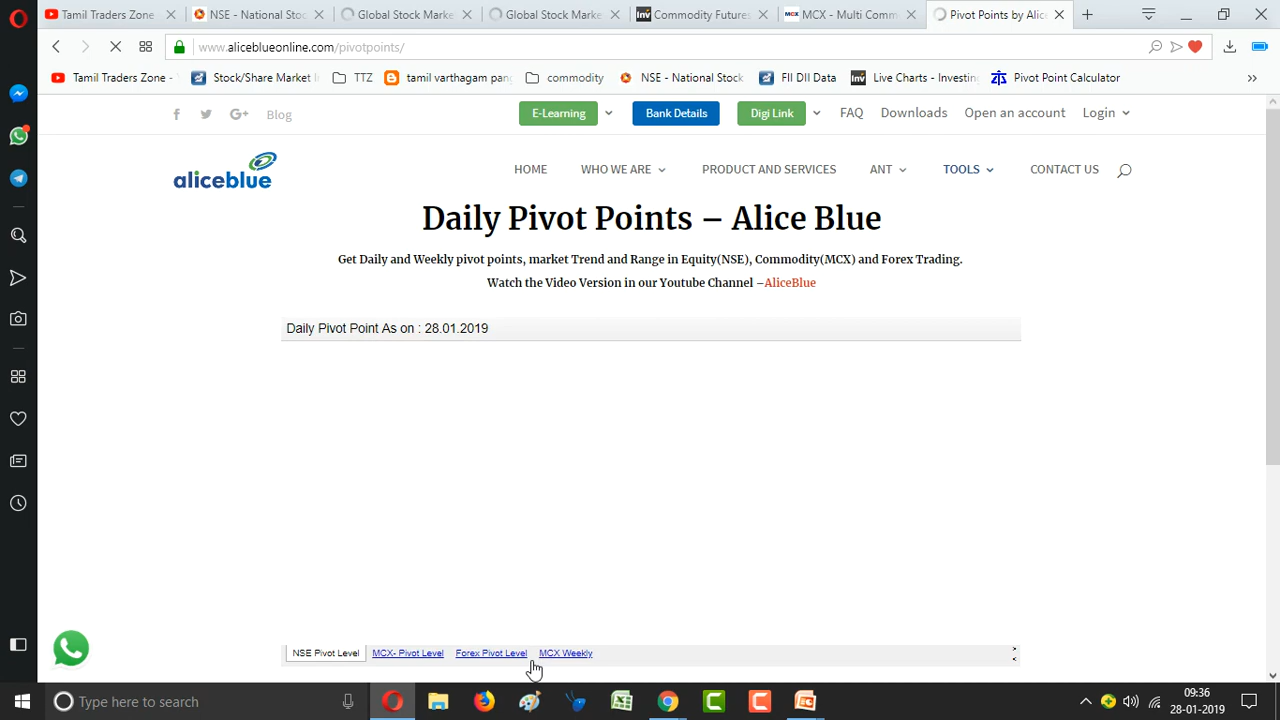 Tamil Traders Zone
NSE - National Stoc
Global Stock Marke
Global Stock Marke
Commodity Futures
MCX - Multi Comm
Pivot Points by Alice
www.aliceblueonline.com/pivotpoints/
Tamil Traders Zone -
Stock/Share Market I
TTZ
tamil varthagam pang
commodity
NSE - National Stock
FII DII Data
Live Charts - Investing
Pivot Point Calculator
Blog
E-Learning
Bank Details
Digi Link
FAQ
Downloads
Open an account
Login
aliceblue
HOME
WHO WE ARE
PRODUCT AND SERVICES
ANT
TOOLS
CONTACT US
Daily Pivot Points – Alice Blue
Get Daily and Weekly pivot points, market Trend and Range in Equity(NSE), Commodity(MCX) and Forex Trading.
Watch the Video Version in our Youtube Channel –AliceBlue
Daily Pivot Point As on : 28.01.2019
NSE Pivot Level
MCX- Pivot Level
Forex Pivot Level
MCX Weekly
Type here to search
09:36
28-01-2019